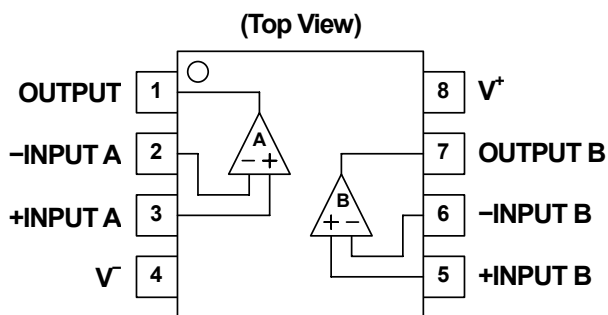 (Top View)
OUTPUT 1
8 V⁺
A
−INPUT A 2
− +
7 OUTPUT B
+INPUT A 3
B
+ −
6 −INPUT B
V⁻ 4
5 +INPUT B